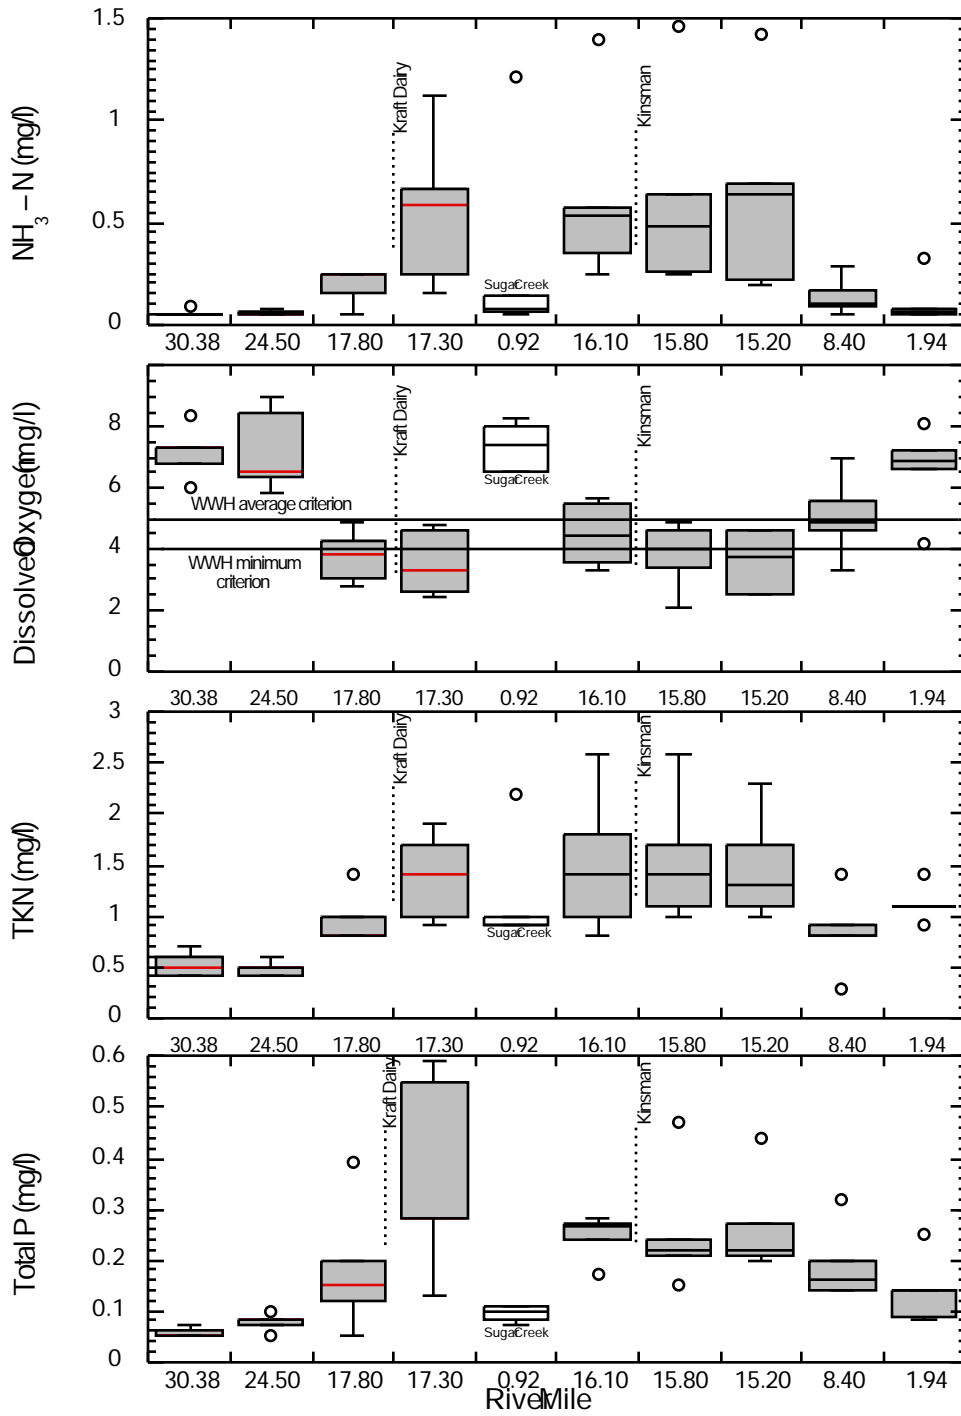 NH3 – N (mg/l)
1.5
1
0.5
0
Kraft Dairy
Kinsman
Sugar Creek
30.38 24.50 17.80 17.30 0.92 16.10 15.80 15.20 8.40 1.94
Dissolved Oxygen (mg/l)
8
6
4
2
0
Kraft Dairy
Kinsman
Sugar Creek
WWH average criterion
WWH minimum
criterion
30.38 24.50 17.80 17.30 0.92 16.10 15.80 15.20 8.40 1.94
TKN (mg/l)
3
2.5
2
1.5
1
0.5
0
Kraft Dairy
Kinsman
Sugar Creek
30.38 24.50 17.80 17.30 0.92 16.10 15.80 15.20 8.40 1.94
Total P (mg/l)
0.6
0.5
0.4
0.3
0.2
0.1
0
Kraft Dairy
Kinsman
Sugar Creek
30.38 24.50 17.80 17.30 0.92 16.10 15.80 15.20 8.40 1.94
River Mile